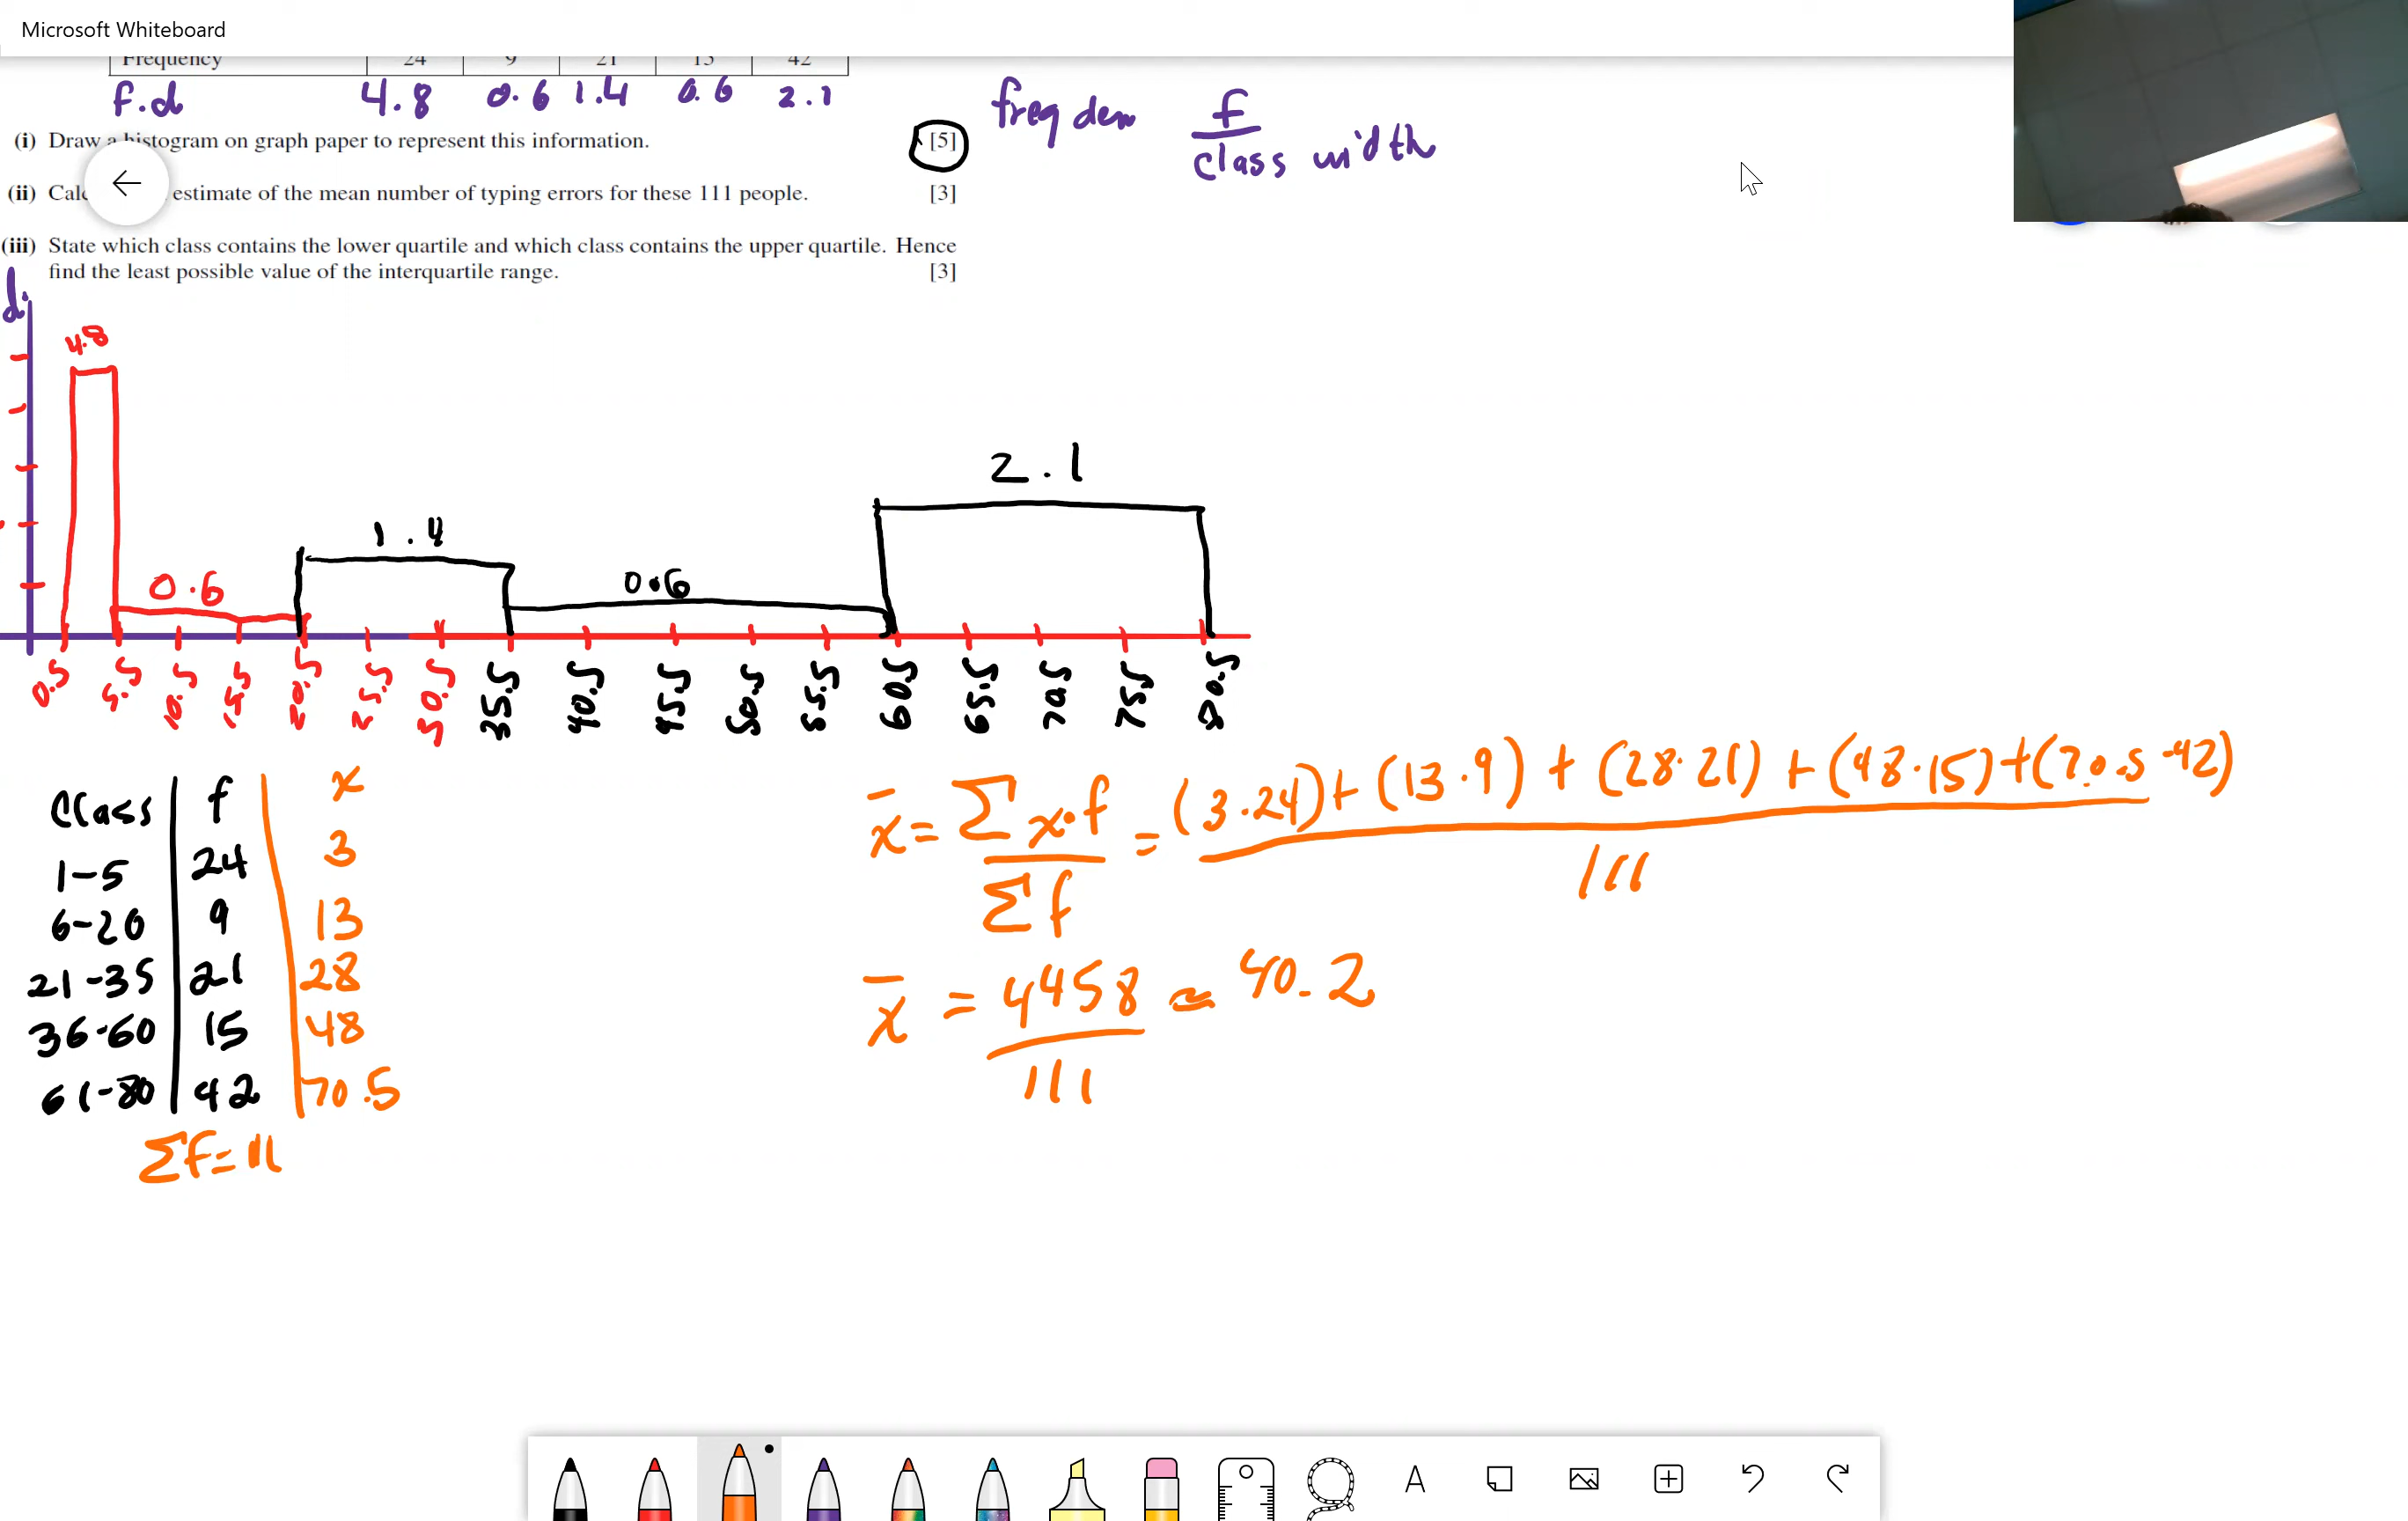 Microsoft Whiteboard
Frequency 24 9 21 15 42
f.d 4.8 0.6 1.4 0.6 2.1
freq den f
class width
(i) Draw a histogram on graph paper to represent this information. [5]
(ii) Calc estimate of the mean number of typing errors for these 111 people. [3]
(iii) State which class contains the lower quartile and which class contains the upper quartile. Hence
find the least possible value of the interquartile range. [3]
d.
4.8
2.1
1.4
0.6
0.6
0.5 5.5 10.5 15.5 20.5 25.5 30.5 35.5 40.5 45.5 50.5 55.5 60.5 65.5 70.5 75.5 80.5
Class f x
1-5 24 3
6-20 9 13
21-35 21 28
36-60 15 48
61-80 42 70.5
Σf=111
x̄ = Σx·f = (3·24)+(13·9)+(28·21)+(48·15)+(70.5·42)
Σf 111
x̄ = 4458 ≈ 40.2
111
A